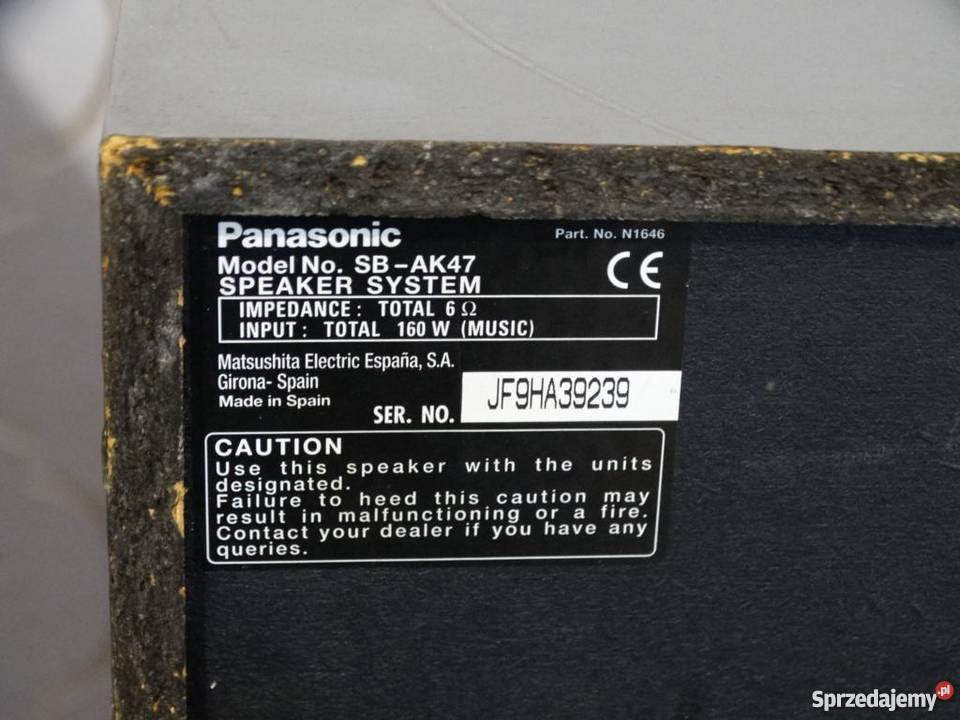 Panasonic
Part. No. N1646
Model No. SB-AK47
SPEAKER SYSTEM
CE
IMPEDANCE: TOTAL 6 Ω
INPUT: TOTAL 160 W (MUSIC)
Matsushita Electric España, S.A.
Girona- Spain
Made in Spain
SER. NO. JF9HA39239
CAUTION
Use this speaker with the units
designated.
Failure to heed this caution may
result in malfunctioning or a fire.
Contact your dealer if you have any
queries.
Sprzedajemy.pl